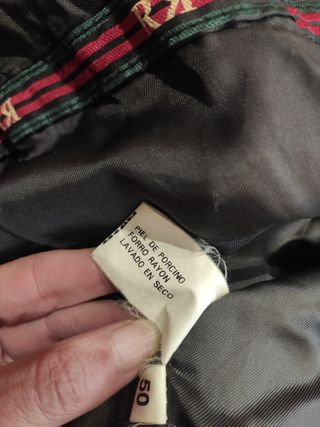 PIEL DE PORCINO
FORRO RAYON
LAVADO EN SECO
50